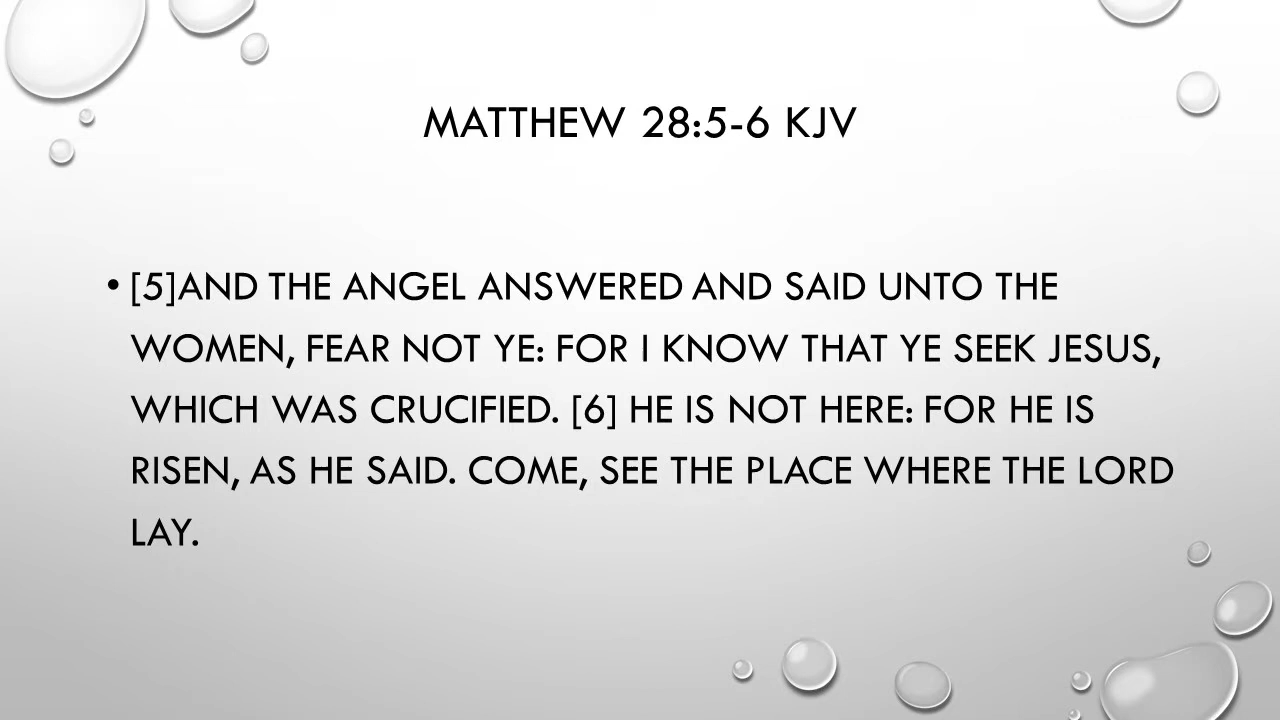 MATTHEW 28:5-6 KJV
• [5]AND THE ANGEL ANSWERED AND SAID UNTO THE
WOMEN, FEAR NOT YE: FOR I KNOW THAT YE SEEK JESUS,
WHICH WAS CRUCIFIED. [6] HE IS NOT HERE: FOR HE IS
RISEN, AS HE SAID. COME, SEE THE PLACE WHERE THE LORD
LAY.